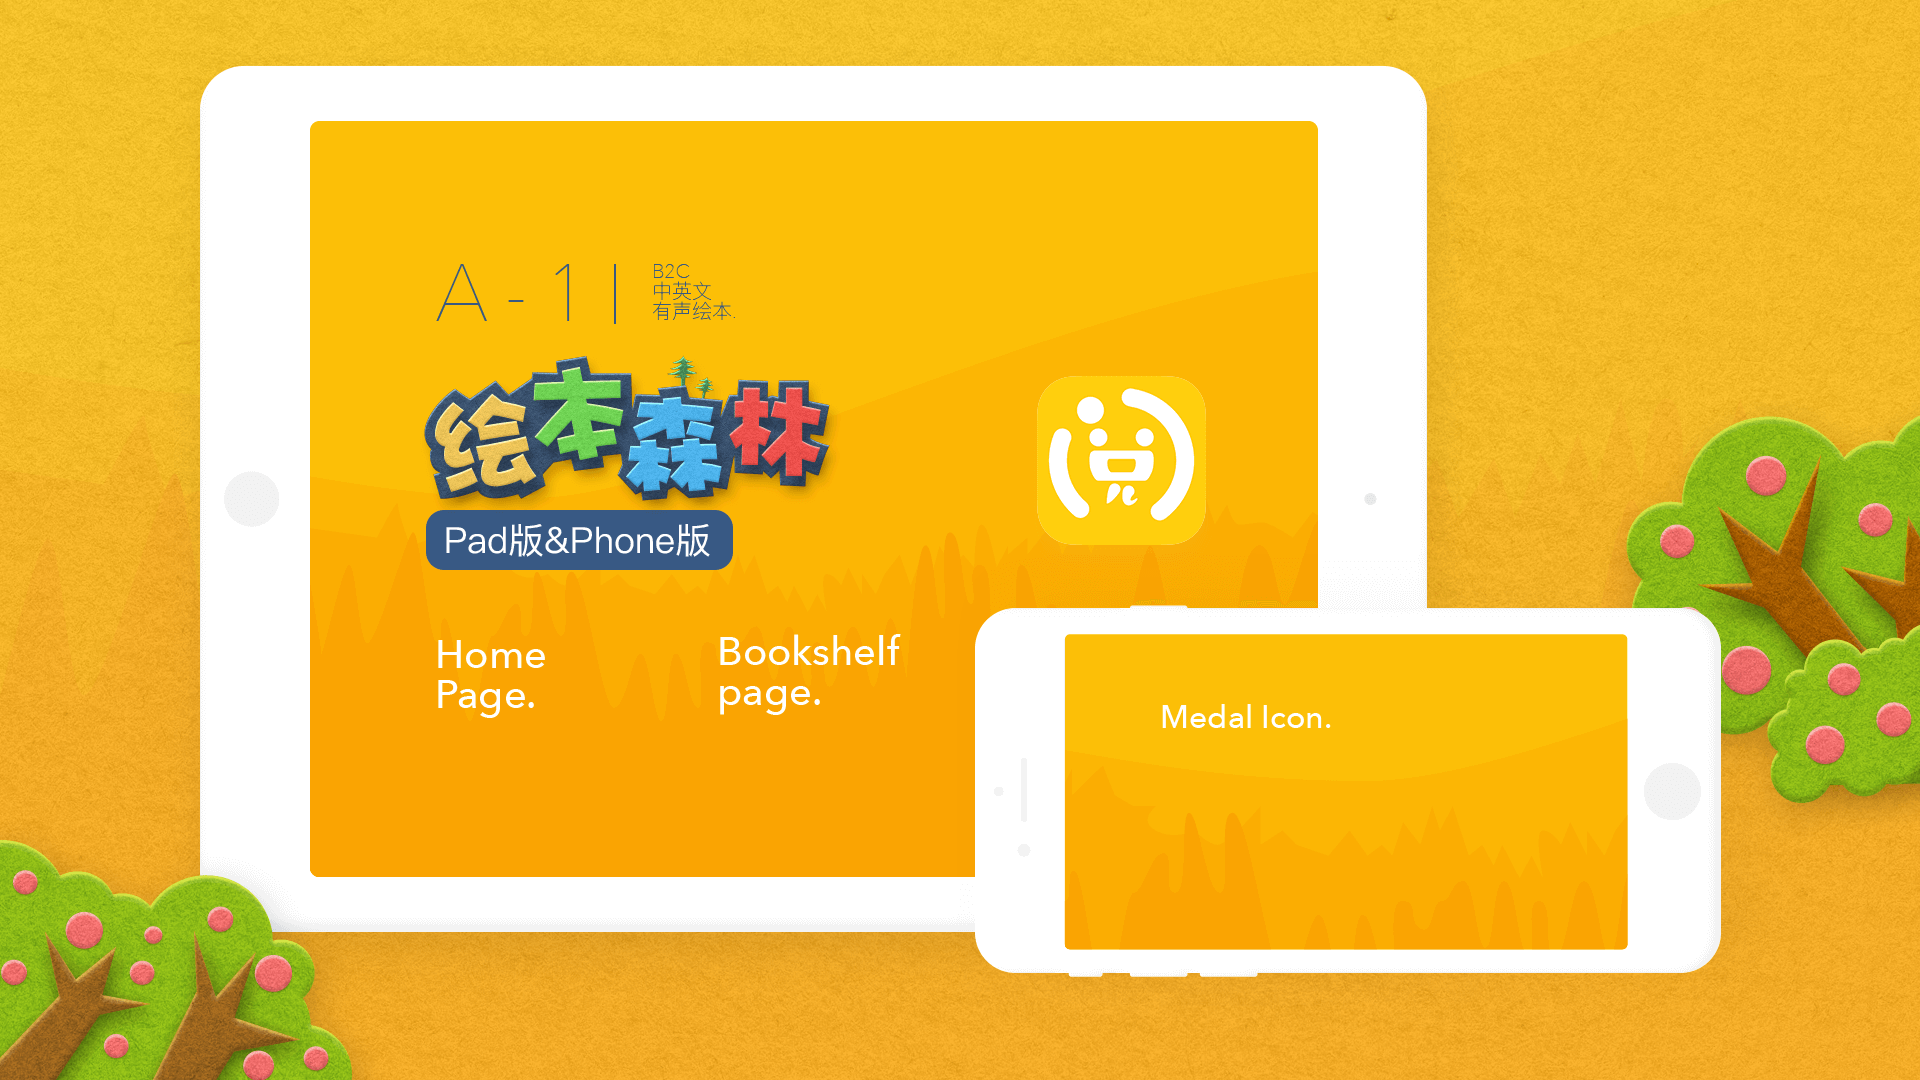 A - 1 |
B2C
中英文
有声绘本.
绘本森林
Pad版&Phone版
Home
Page.
Bookshelf
page.
Medal Icon.